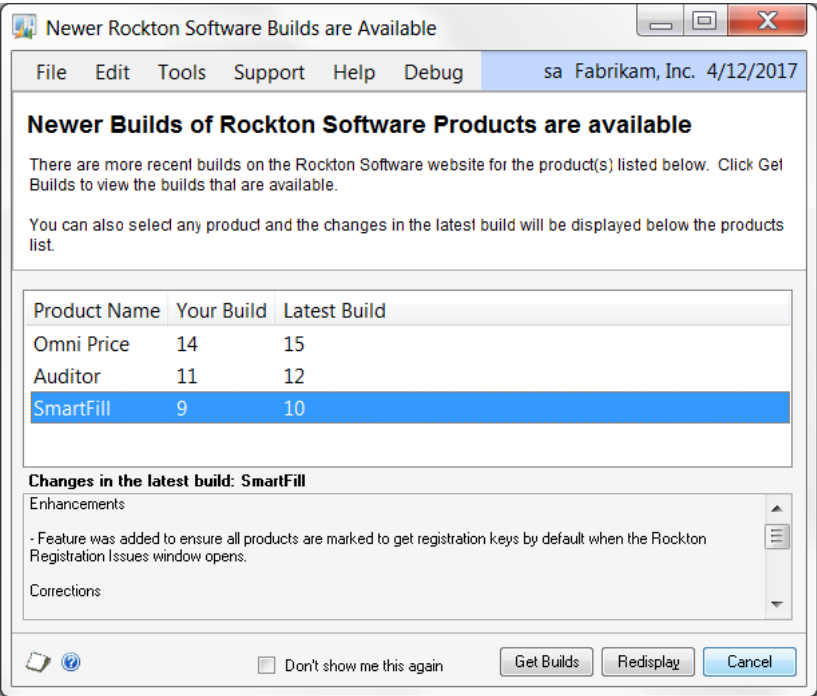 Newer Rockton Software Builds are Available
File Edit Tools Support Help Debug sa Fabrikam, Inc. 4/12/2017
Newer Builds of Rockton Software Products are available
There are more recent builds on the Rockton Software website for the product(s) listed below. Click Get
Builds to view the builds that are available.
You can also select any product and the changes in the latest build will be displayed below the products
list.
Product Name Your Build Latest Build
Omni Price 14 15
Auditor 11 12
SmartFill 9 10
Changes in the latest build: SmartFill
Enhancements
- Feature was added to ensure all products are marked to get registration keys by default when the Rockton
Registration Issues window opens.
Corrections
Don't show me this again Get Builds Redisplay Cancel